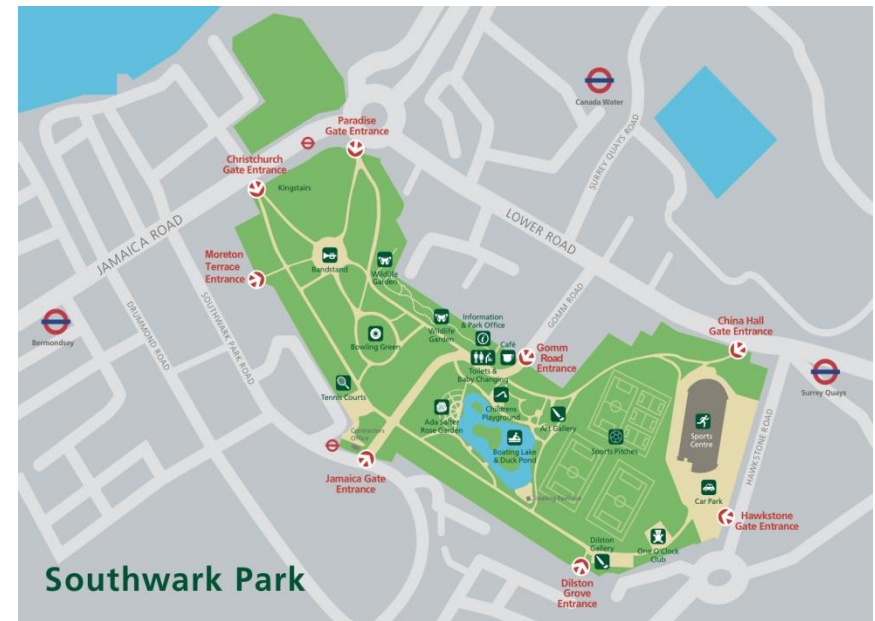 Paradise
Gate Entrance
Christchurch
Gate Entrance
Kingstairs
Canada Water
SURREY QUAYS ROAD
JAMAICA ROAD
LOWER ROAD
Moreton
Terrace
Entrance
Bandstand
Wildlife
Garden
DRUMMOND ROAD
SOUTHWARK PARK ROAD
GOMM ROAD
Bermondsey
Bowling Green
Wildlife
Garden
Information
& Park Office
Café
Gomm
Road
Entrance
China Hall
Gate Entrance
Toilets &
Baby Changing
Surrey Quays
Tennis Courts
Ada Salter
Rose Garden
Childrens
Playground
Art Gallery
Contractors
Office
Boating Lake
& Duck Pond
Sports Pitches
Sports
Centre
HAWKSTONE ROAD
Jamaica Gate
Entrance
Car Park
Hawkstone
Gate Entrance
Dilston
Gallery
One O'Clock
Club
Dilston
Grove
Entrance
Southwark Park